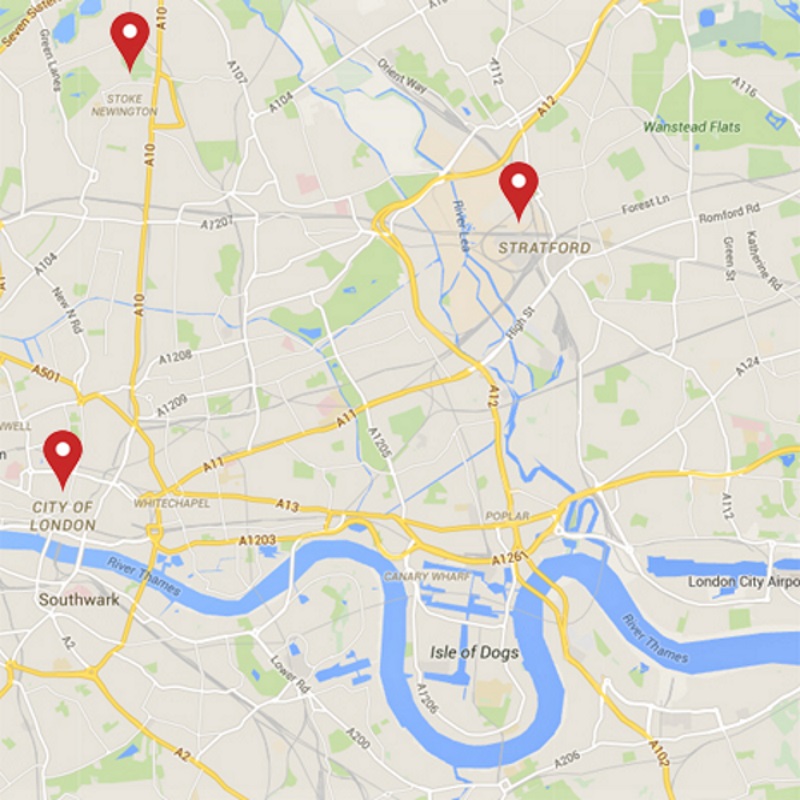 Seven Sisters
A10
Green Lanes
A107
A104
Orient Way
A112
A12
A116
STOKE
NEWINGTON
Wanstead Flats
A10
River Lea
Forest Ln
Romford Rd
A1207
STRATFORD
Green St
Katherine Rd
A104
New N Rd
A10
High St
A1208
A501
A1209
A12
A124
A11
A1205
A11
CITY OF
LONDON
WHITECHAPEL
A13
POPLAR
A112
A1203
A1261
River Thames
CANARY WHARF
London City Airpo
Southwark
A2
Isle of Dogs
River Thames
Lower Rd
A1206
A200
A2
A206
A102